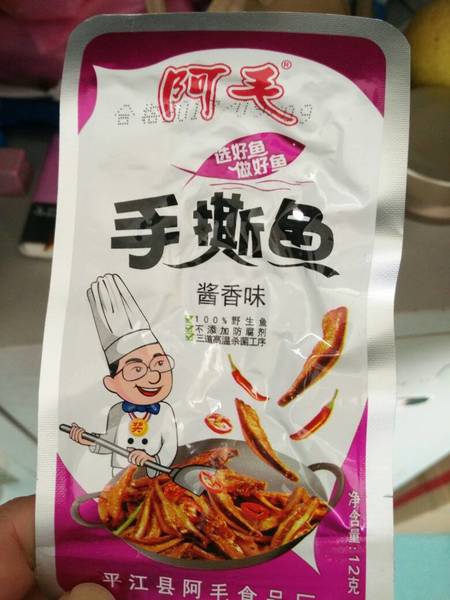 阿毛®
合格
选好鱼
做好鱼
手撕鱼
酱香味
100%野生鱼
不添加防腐剂
三道高温杀菌工序
净含量:12克
平江县阿毛食品厂